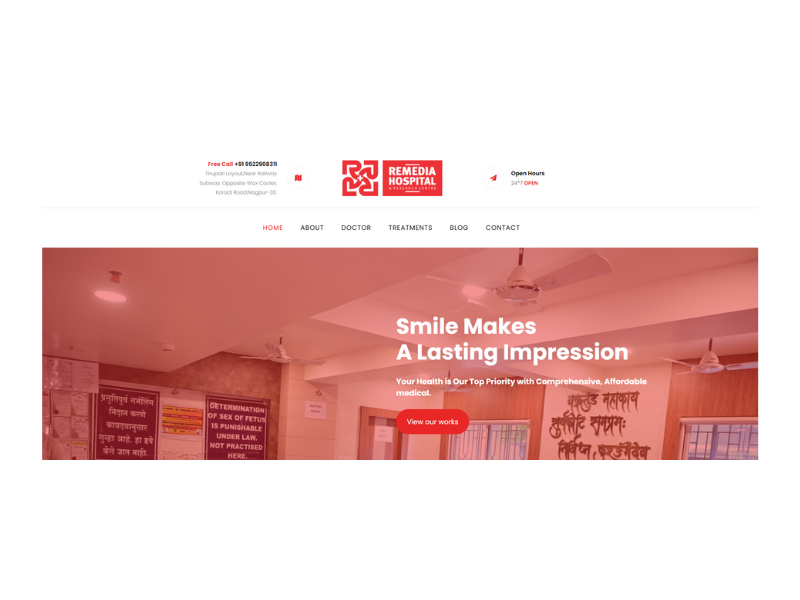 Free Call +91 9522908311
Tirupati Layout,Near Railway
Subway, Opposite Wox Cooler,
Koradi Road,Nagpur-30,
REMEDIA
HOSPITAL
& RESEARCH CENTRE
Open Hours
24*7 OPEN
HOME
ABOUT
DOCTOR
TREATMENTS
BLOG
CONTACT
Smile Makes
A Lasting Impression
Your Health is Our Top Priority with Comprehensive, Affordable
medical.
View our works
प्रसुतिपूर्व गर्भलिंग
निदान करणे
कायद्यानुसार
गुन्हा आहे. हा इथे
केले जात नाही.
DETERMINATION
OF SEX OF FETUS
IS PUNISHABLE
UNDER LAW.
NOT PRACTISED
HERE.
वक्रतुंड महाकाय
सुर्यकोटि समप्रभः